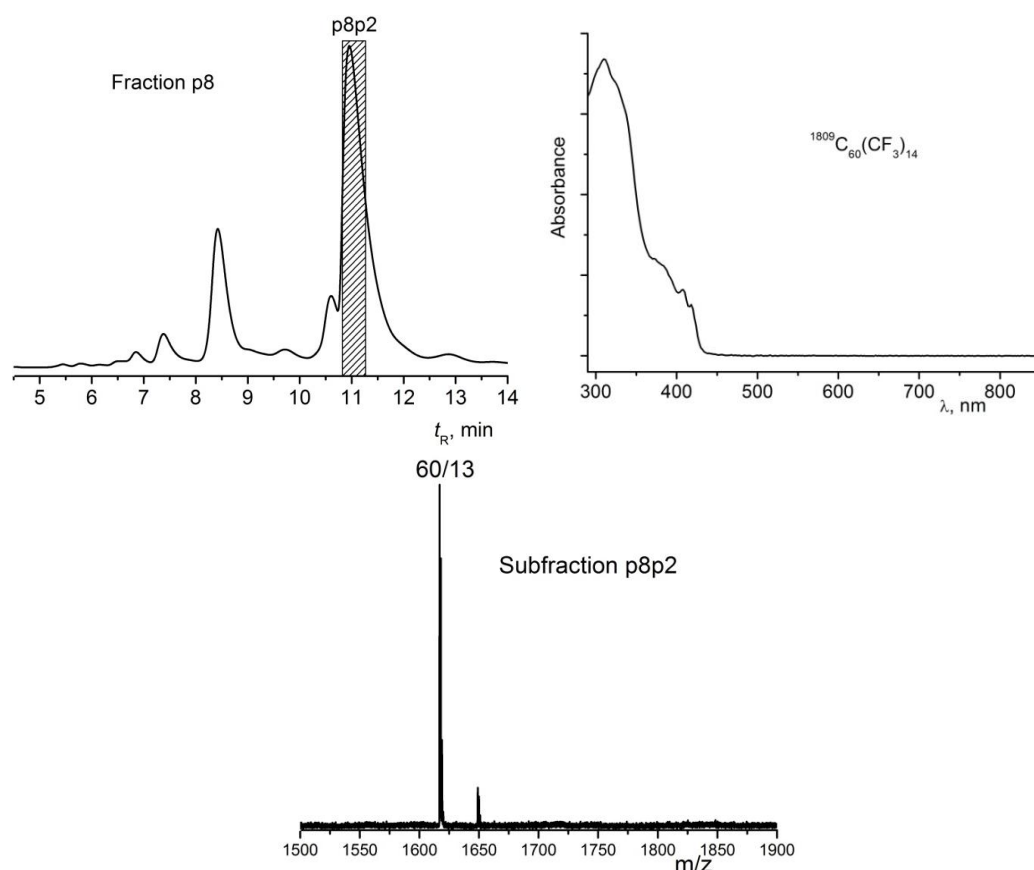 p8p2
Fraction p8
5 6 7 8 9 10 11 12 13 14
tR, min
Absorbance
1809C60(CF3)14
300 400 500 600 700 800
λ, nm
60/13
Subfraction p8p2
1500 1550 1600 1650 1700 1750 1800 1850 1900
m/z